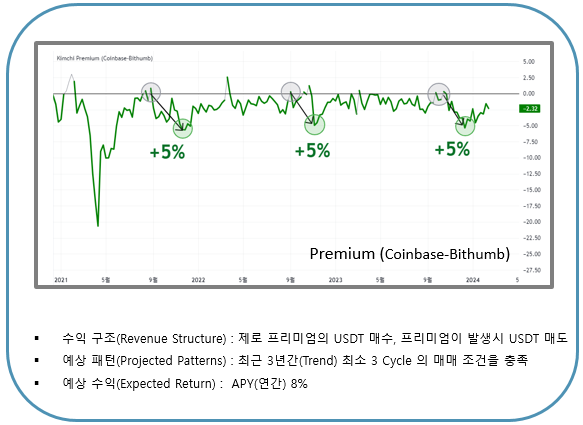 Kimchi Premium (Coinbase-Bithumb)
5.00
2.50
0.00
-2.32
-5.00
-7.50
-10.00
-12.50
-15.00
-17.50
-20.00
-22.50
-25.00
-27.50
+5%
+5%
+5%
Premium (Coinbase-Bithumb)
2021 5월 9월 2022 5월 9월 2023 5월 9월 2024 5
▪ 수익 구조(Revenue Structure) : 제로 프리미엄의 USDT 매수, 프리미엄이 발생시 USDT 매도
▪ 예상 패턴(Projected Patterns) : 최근 3년간(Trend) 최소 3 Cycle 의 매매 조건을 충족
▪ 예상 수익(Expected Return) : APY(연간) 8%